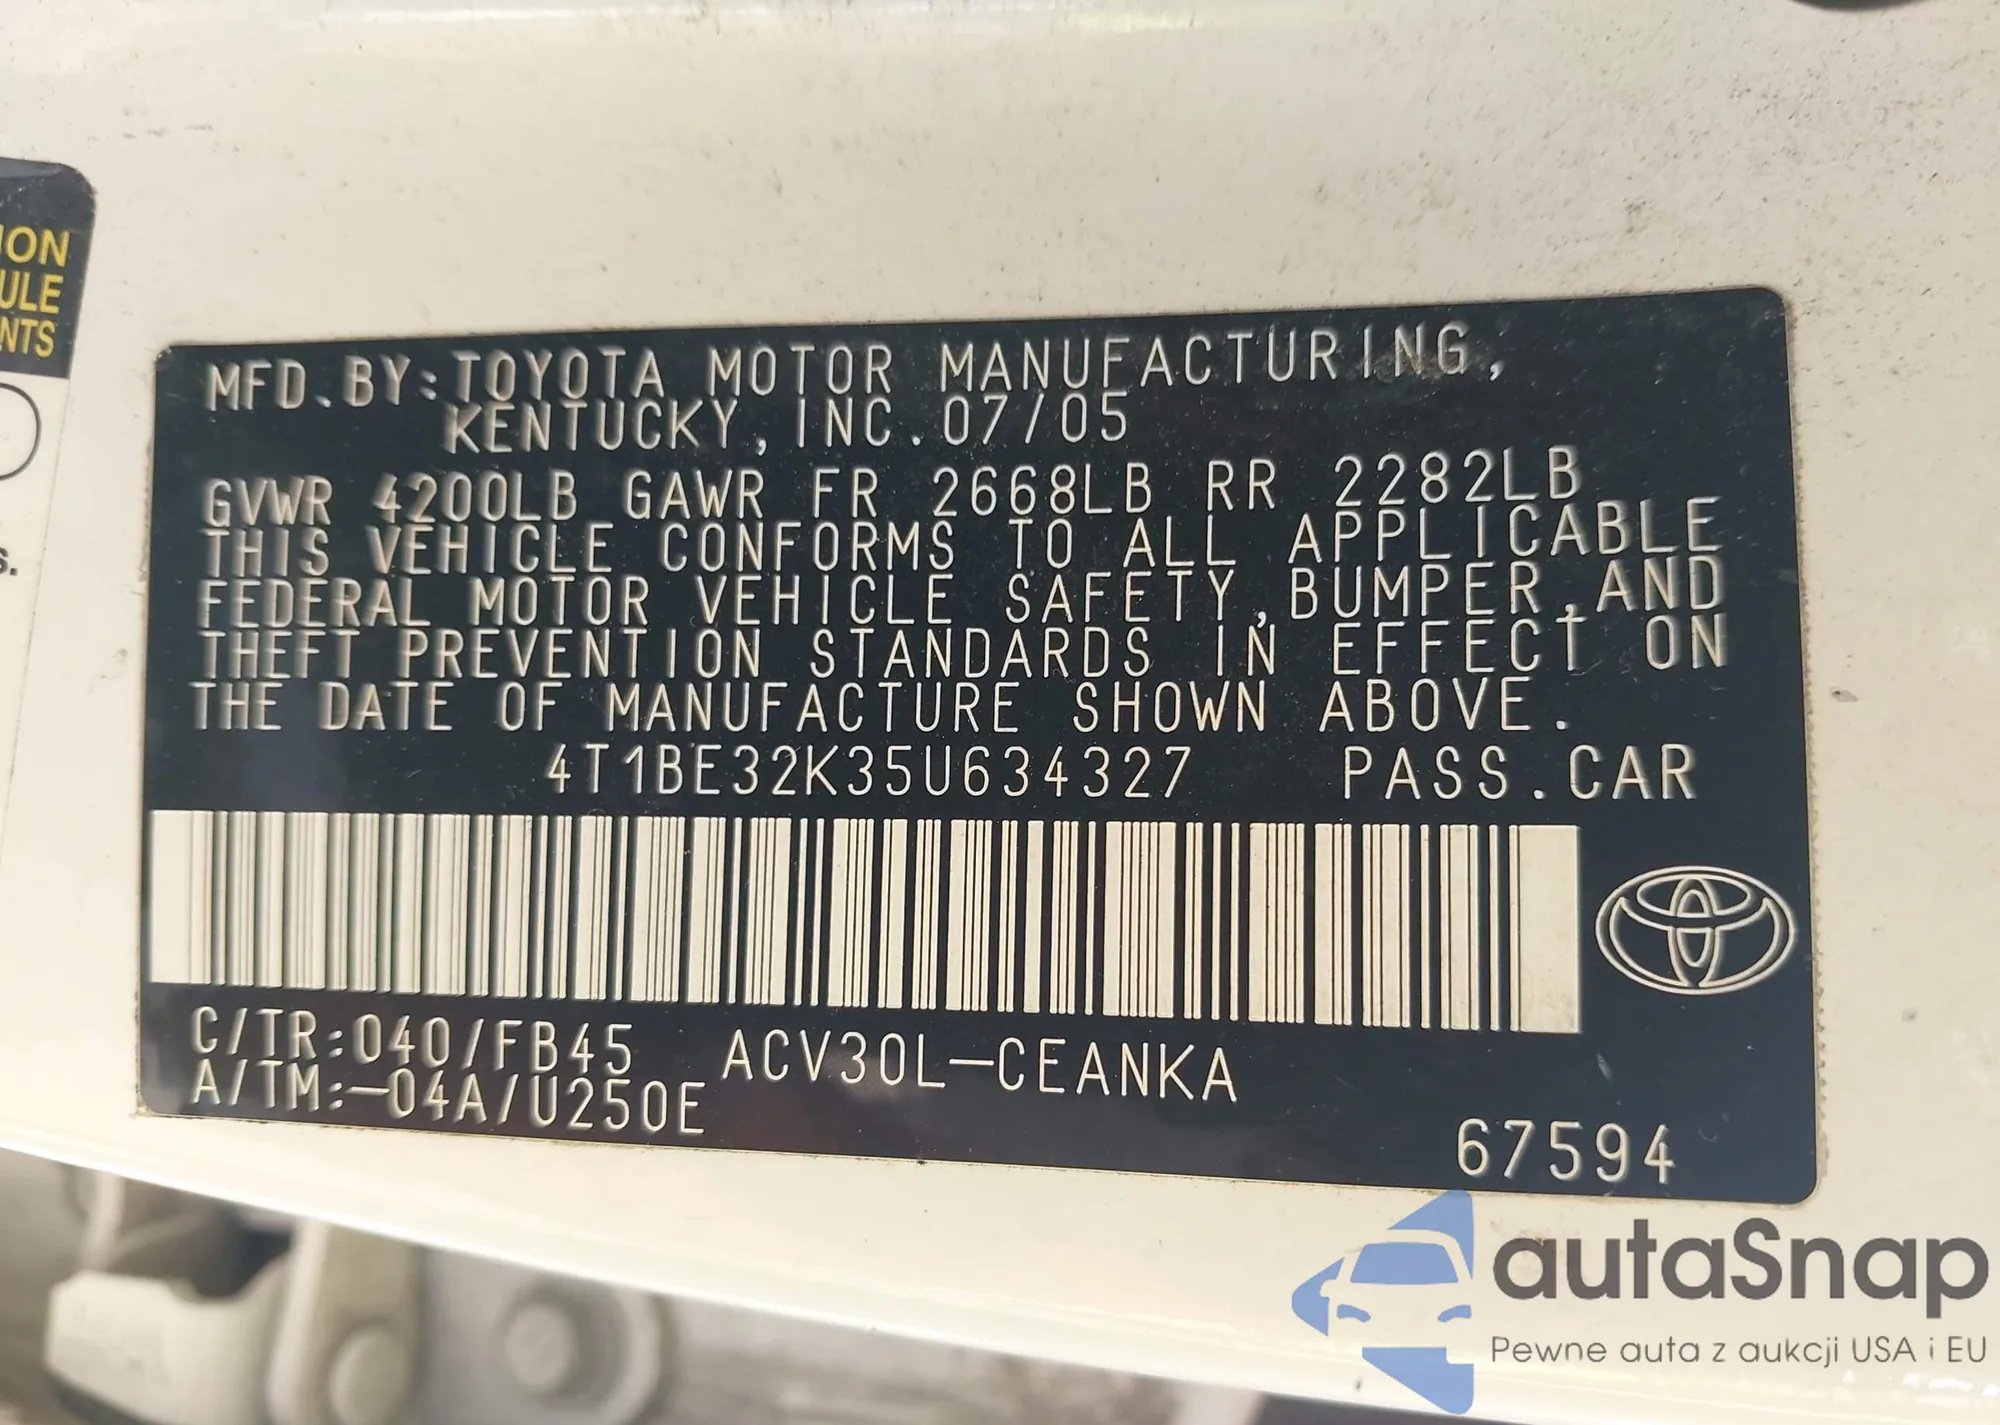 ION
ULE
NTS
s.
MFD.BY:TOYOTA MOTOR MANUFACTURING,
KENTUCKY, INC.07/05
GVWR 4200LB GAWR FR 2668LB RR 2282LB
THIS VEHICLE CONFORMS TO ALL APPLICABLE
FEDERAL MOTOR VEHICLE SAFETY,BUMPER,AND
THEFT PREVENTION STANDARDS IN EFFECT ON
THE DATE OF MANUFACTURE SHOWN ABOVE.
4T1BE32K35U634327 PASS.CAR
C/TR:040/FB45 ACV30L-CEANKA
A/TM:-04A/U250E
67594
autaSnap
Pewne auta z aukcji USA i EU